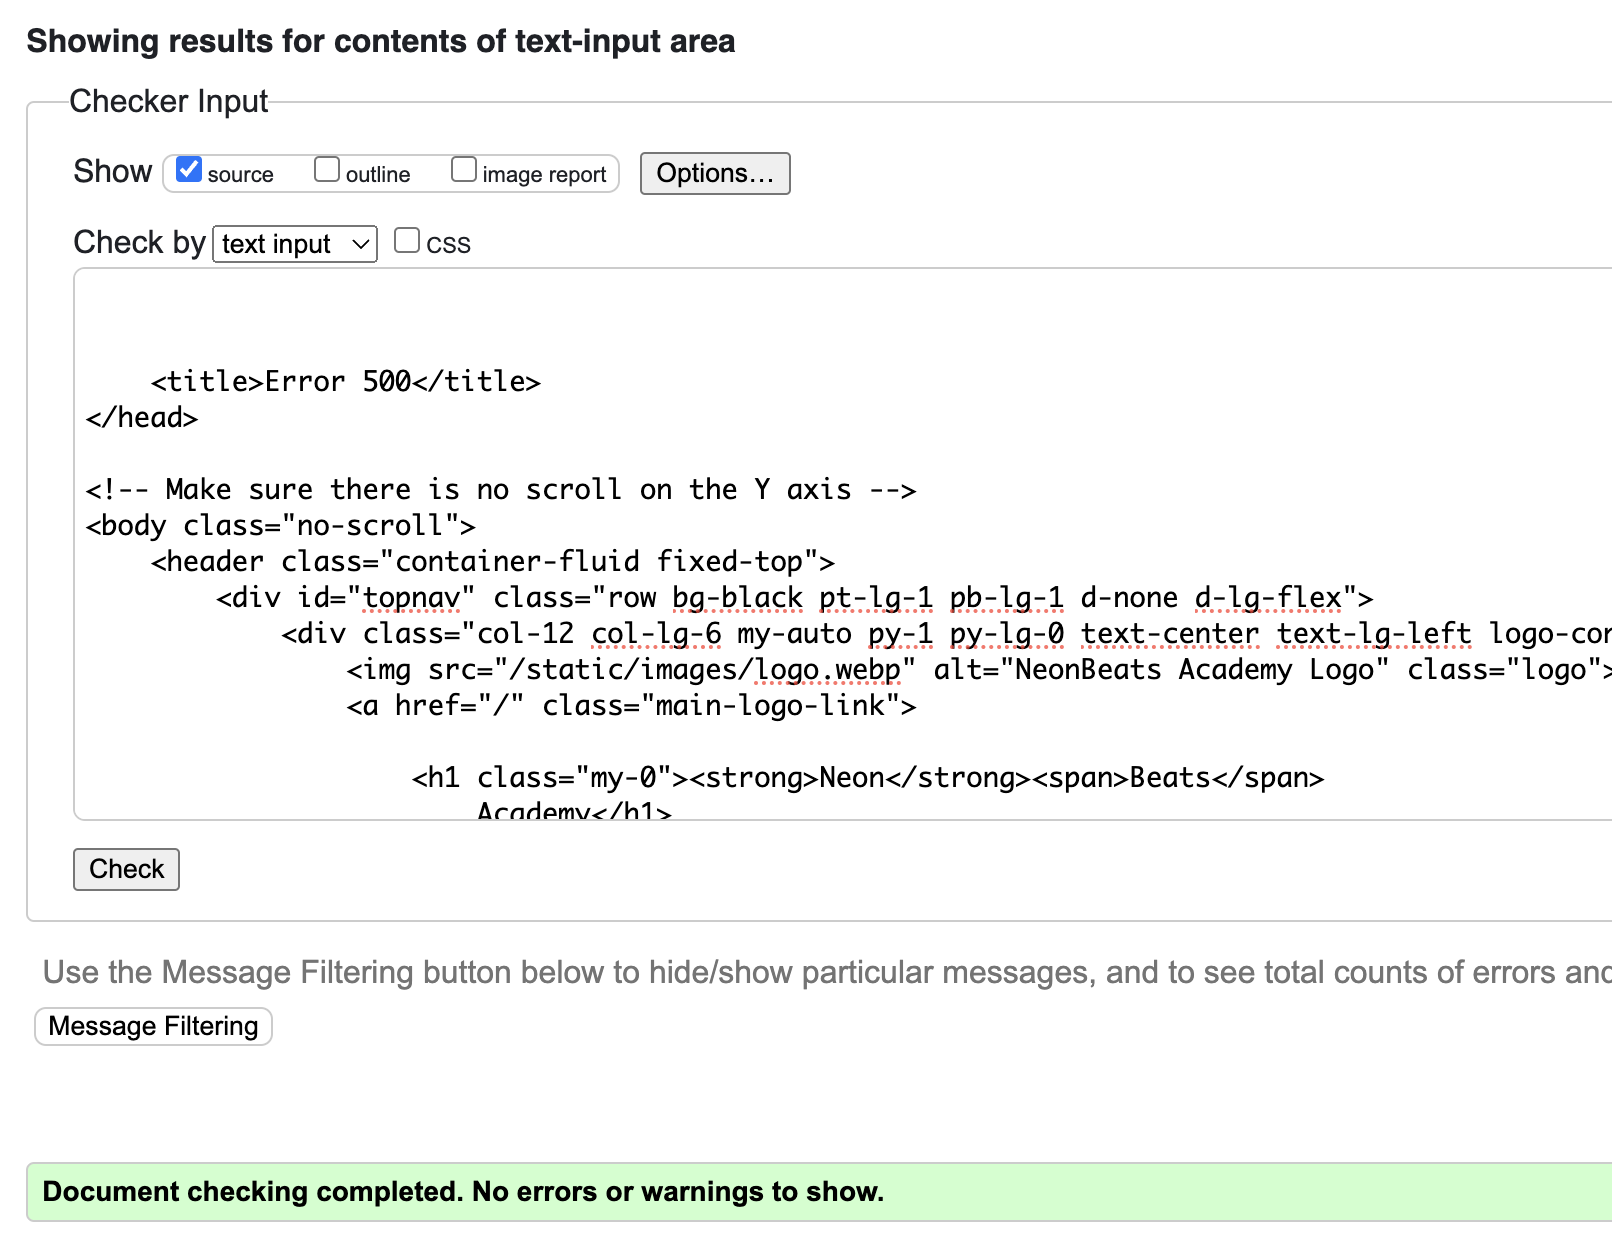 Showing results for contents of text-input area
Checker Input
Show source outline image report Options...
Check by text input CSS
<title>Error 500</title>
</head>
<!-- Make sure there is no scroll on the Y axis -->
<body class="no-scroll">
<header class="container-fluid fixed-top">
<div id="topnav" class="row bg-black pt-lg-1 pb-lg-1 d-none d-lg-flex">
<div class="col-12 col-lg-6 my-auto py-1 py-lg-0 text-center text-lg-left
<img src="/static/images/logo.webp" alt="NeonBeats Academy Logo" class="logo">
<a href="/" class="main-logo-link">
<h1 class="my-0"><strong>Neon</strong><span>Beats</span>
Academy</h1>
Check
Use the Message Filtering button below to hide/show particular messages, and to see total counts of errors and
Message Filtering
Document checking completed. No errors or warnings to show.